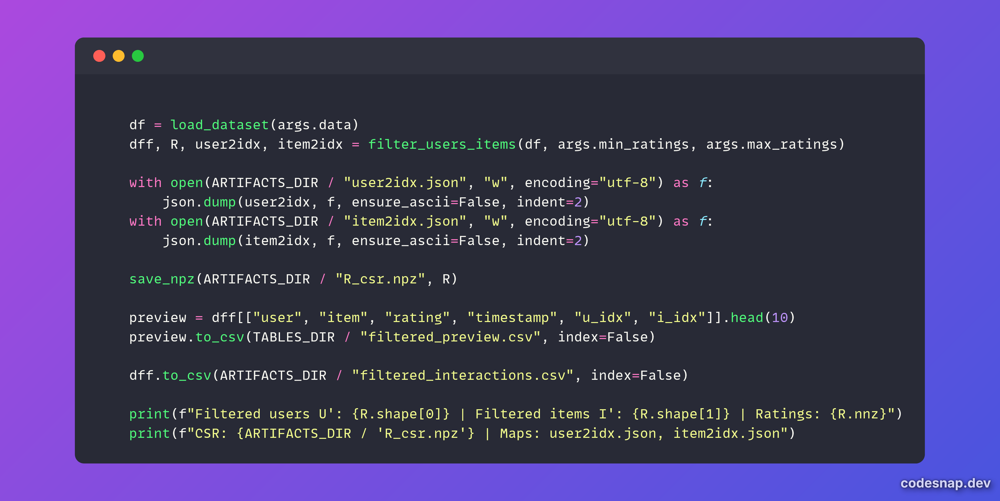 df = load_dataset(args.data)
dff, R, user2idx, item2idx = filter_users_items(df, args.min_ratings, args.max_ratings)
with open(ARTIFACTS_DIR / "user2idx.json", "w", encoding="utf-8") as f:
    json.dump(user2idx, f, ensure_ascii=False, indent=2)
with open(ARTIFACTS_DIR / "item2idx.json", "w", encoding="utf-8") as f:
    json.dump(item2idx, f, ensure_ascii=False, indent=2)
save_npz(ARTIFACTS_DIR / "R_csr.npz", R)
preview = dff[["user", "item", "rating", "timestamp", "u_idx", "i_idx"]].head(10)
preview.to_csv(TABLES_DIR / "filtered_preview.csv", index=False)
dff.to_csv(ARTIFACTS_DIR / "filtered_interactions.csv", index=False)
print(f"Filtered users U': {R.shape[0]} | Filtered items I': {R.shape[1]} | Ratings: {R.nnz}")
print(f"CSR: {ARTIFACTS_DIR / 'R_csr.npz'} | Maps: user2idx.json, item2idx.json")
codesnap.dev